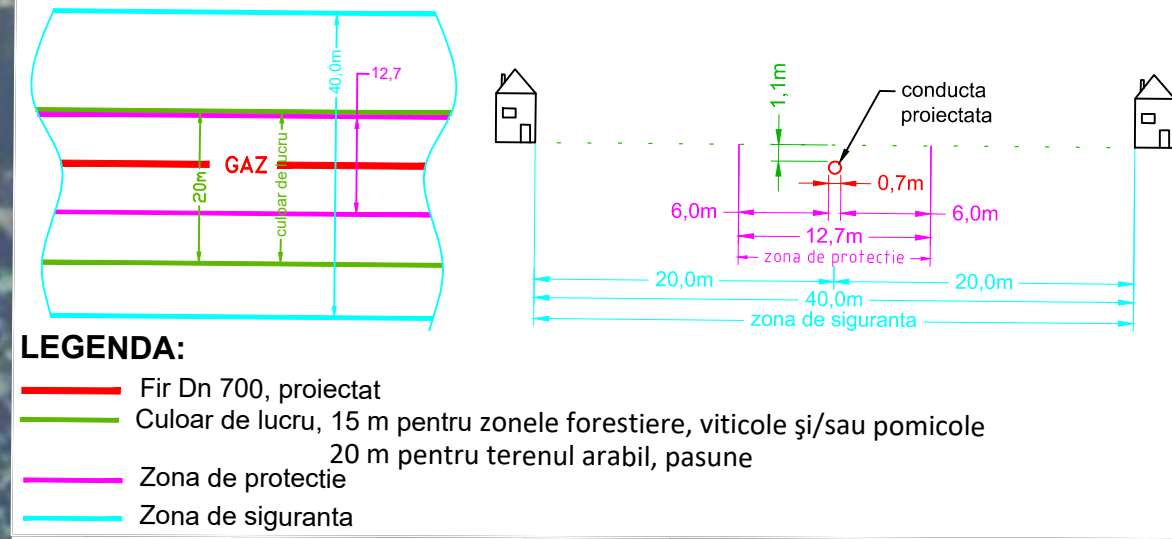 40,0m
12,7
20m
GAZ
culoar de lucru
1,1m
conducta
proiectata
0,7m
6,0m
6,0m
12,7m
zona de protectie
20,0m
20,0m
40,0m
zona de siguranta
LEGENDA:
Fir Dn 700, proiectat
Culoar de lucru, 15 m pentru zonele forestiere, viticole şi/sau pomicole
20 m pentru terenul arabil, pasune
Zona de protectie
Zona de siguranta